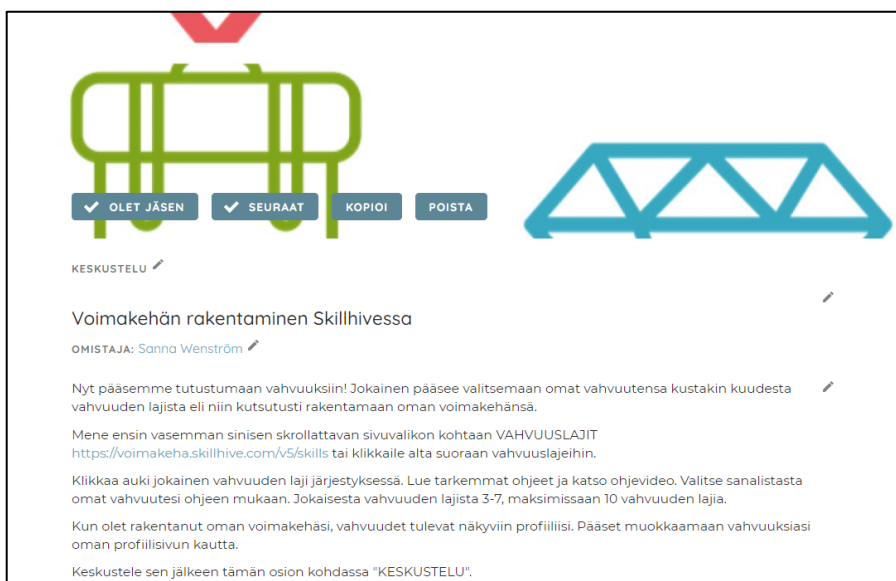 OLET JÄSEN SEURAAT KOPIOI POISTA
KESKUSTELU
Voimakehän rakentaminen Skillhivessa
OMISTAJA: Sanna Wenström
Nyt pääsemme tutustumaan vahvuuksiin! Jokainen pääsee valitsemaan omat vahvuutensa kustakin kuudesta
vahvuuden lajista eli niin kutsutusti rakentamaan oman voimakehänsä.
Mene ensin vasemman sinisen skrollattavan sivuvalikon kohtaan VAHVUUSLAJIT
https://voimakeha.skillhive.com/v5/skills tai klikkaile alta suoraan vahvuuslajeihin.
Klikkaa auki jokainen vahvuuden laji järjestyksessä. Lue tarkemmat ohjeet ja katso ohjevideo. Valitse sanalistasta
omat vahvuutesi ohjeen mukaan. Jokaisesta vahvuuden lajista 3-7, maksimissaan 10 vahvuuden lajia.
Kun olet rakentanut oman voimakehäsi, vahvuudet tulevat näkyviin profiiliisi. Pääset muokkaamaan vahvuuksiasi
oman profiilisivun kautta.
Keskustele sen jälkeen tämän osion kohdassa "KESKUSTELU".